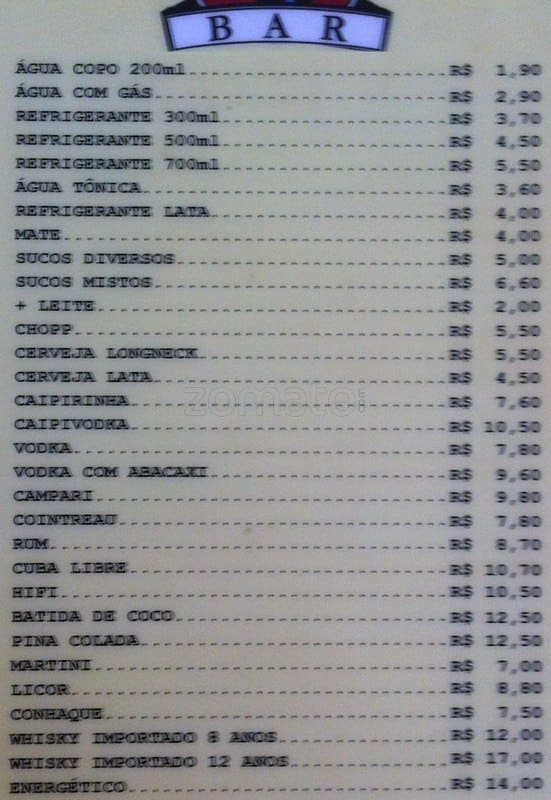 BAR
ÁGUA COPO 200ml R$ 1,90
ÁGUA COM GÁS R$ 2,90
REFRIGERANTE 300ml R$ 3,70
REFRIGERANTE 500ml R$ 4,50
REFRIGERANTE 700ml R$ 5,50
ÁGUA TÔNICA R$ 3,60
REFRIGERANTE LATA R$ 4,00
MATE R$ 4,00
SUCOS DIVERSOS R$ 5,00
SUCOS MISTOS R$ 6,60
+ LEITE R$ 2,00
CHOPP R$ 5,50
CERVEJA LONGNECK R$ 5,50
CERVEJA LATA R$ 4,50
zomato
CAIPIRINHA R$ 7,60
CAIPIVODKA R$ 10,50
VODKA R$ 7,80
VODKA COM ABACAXI R$ 9,60
CAMPARI R$ 9,80
COINTREAU R$ 7,80
RUM R$ 8,70
CUBA LIBRE R$ 10,70
HIFI R$ 10,50
BATIDA DE COCO R$ 12,50
PINA COLADA R$ 12,50
MARTINI R$ 7,00
LICOR R$ 8,80
CONHAQUE R$ 7,50
WHISKY IMPORTADO 8 ANOS R$ 12,00
WHISKY IMPORTADO 12 ANOS R$ 17,00
ENERGÉTICO R$ 14,00